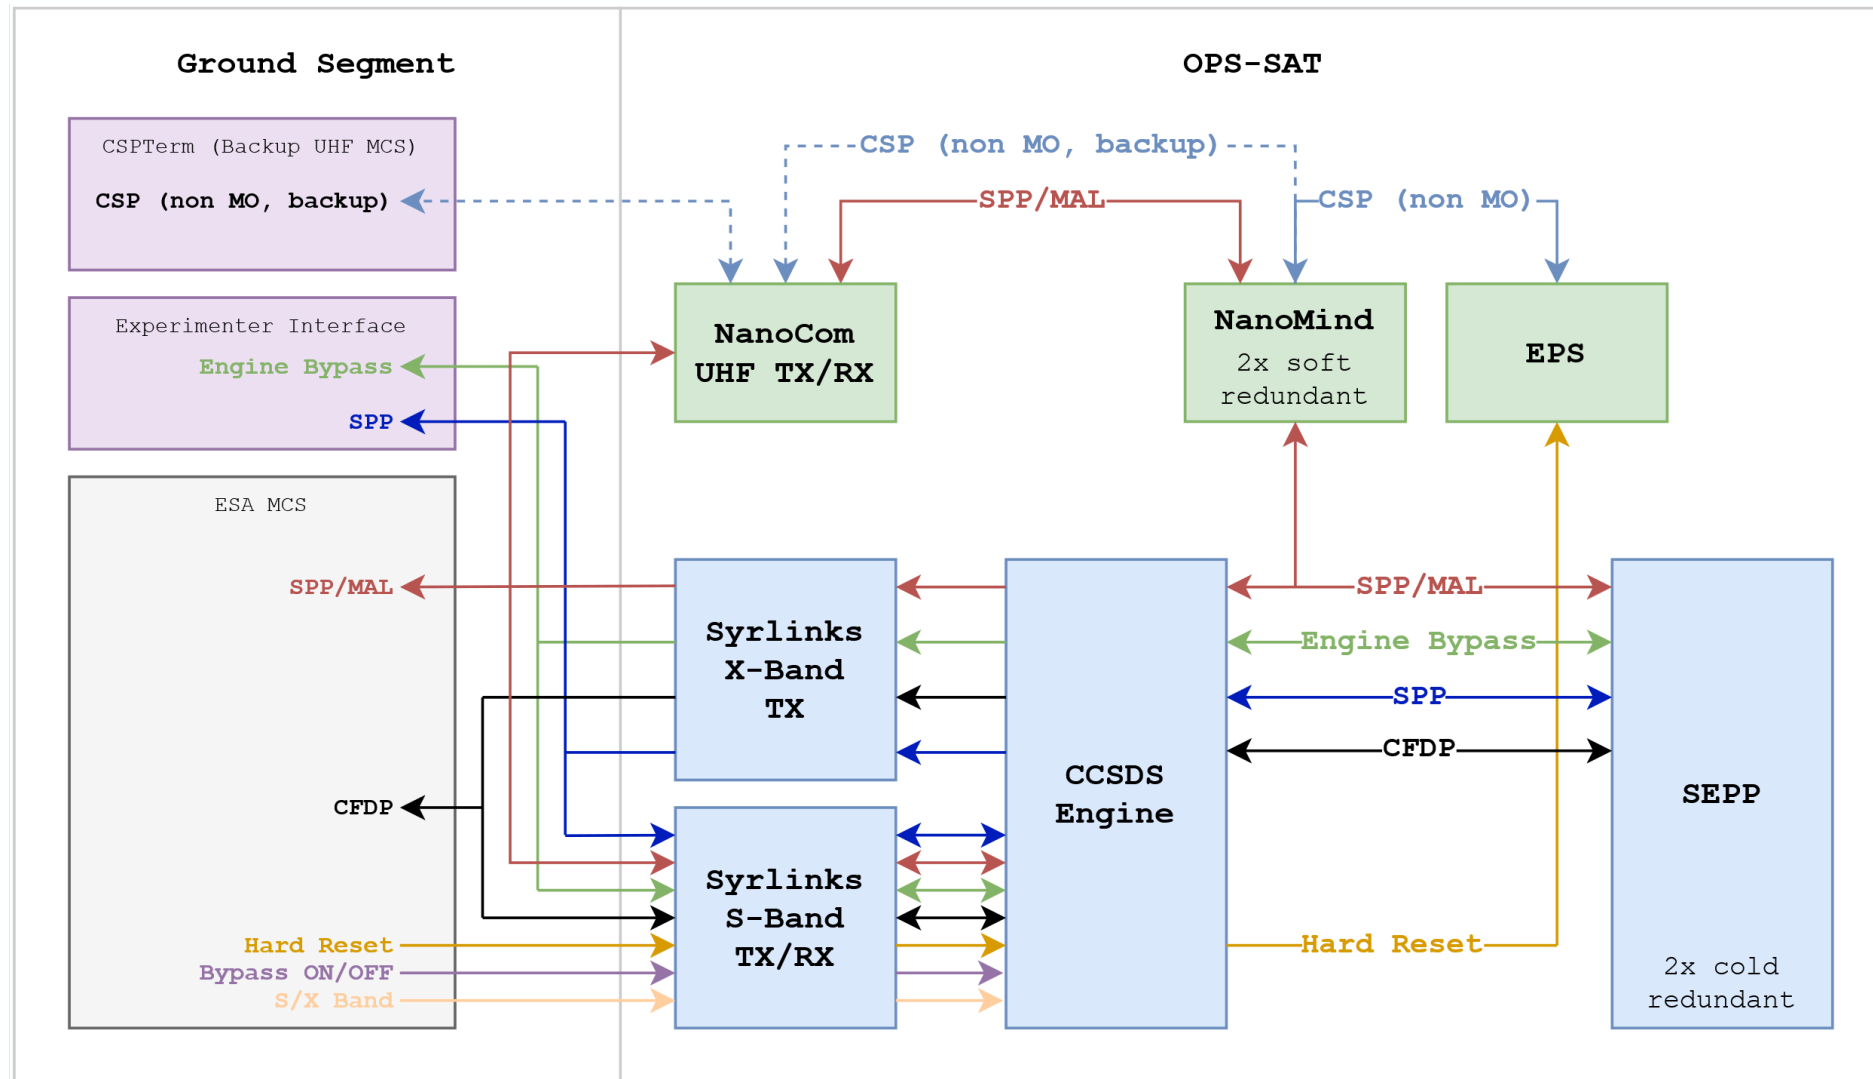 Ground Segment
OPS-SAT
CSPTerm (Backup UHF MCS)
CSP (non MO, backup)
Experimenter Interface
Engine Bypass
SPP
ESA MCS
SPP/MAL
CFDP
Hard Reset
Bypass ON/OFF
S/X Band
CSP (non MO, backup)
SPP/MAL
CSP (non MO)
NanoCom
UHF TX/RX
NanoMind
2x soft
redundant
EPS
Syrlinks
X-Band
TX
Syrlinks
S-Band
TX/RX
CCSDS
Engine
SPP/MAL
Engine Bypass
SPP
CFDP
Hard Reset
SEPP
2x cold
redundant